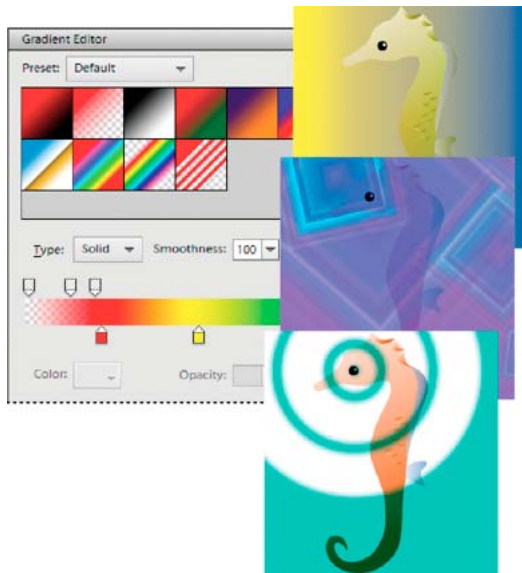 Gradient Editor
Preset: Default
Type: Solid Smoothness: 100
Color: Opacity: